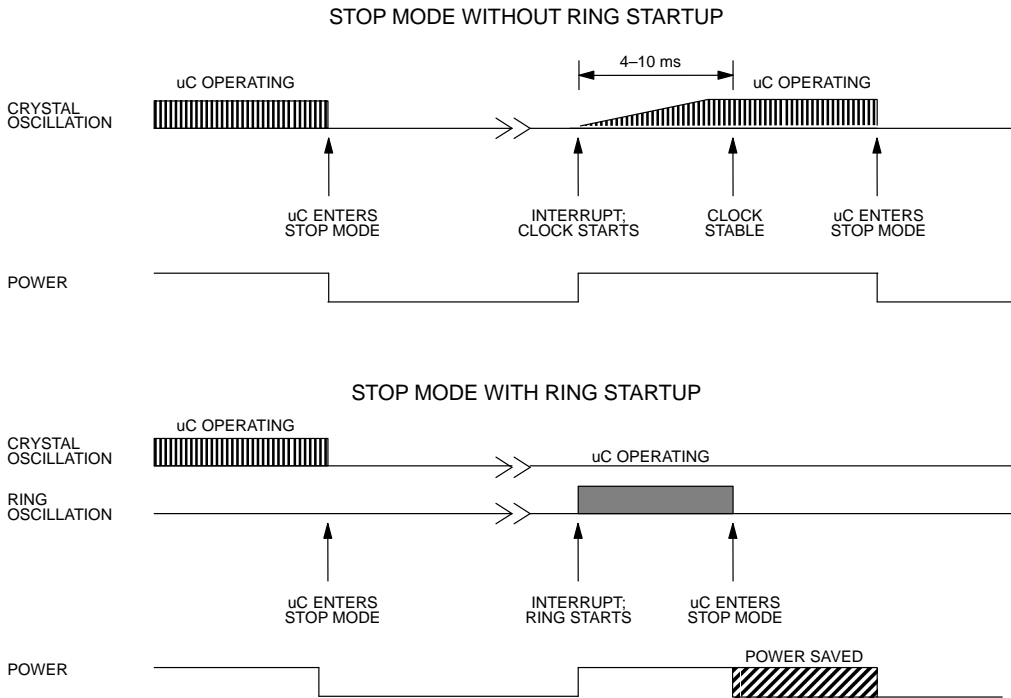 STOP MODE WITHOUT RING STARTUP
4–10 ms
uC OPERATING
uC OPERATING
CRYSTAL
OSCILLATION
uC ENTERS
STOP MODE
INTERRUPT;
CLOCK STARTS
CLOCK
STABLE
uC ENTERS
STOP MODE
POWER
STOP MODE WITH RING STARTUP
uC OPERATING
CRYSTAL
OSCILLATION
uC OPERATING
RING
OSCILLATION
uC ENTERS
STOP MODE
INTERRUPT;
RING STARTS
uC ENTERS
STOP MODE
POWER SAVED
POWER